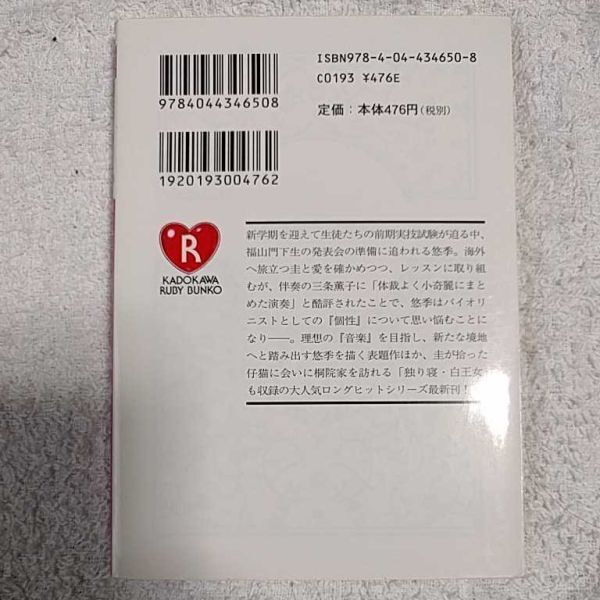 ISBN978-4-04-434650-8
C0193 ¥476E
9784044346508
定価：本体476円(税別)
1920193004762
R
KADOKAWA
RUBY BUNKO
新学期を迎えて生徒たちの前期実技試験が迫る中、
福山門下生の発表会の準備に追われる悠季。海外
へ旅立つ圭と愛を確かめつつ、レッスンに取り組
むが、伴奏の三条薫子に「体裁よく小奇麗にまと
めた演奏」と酷評されたことで、悠季はバイオリ
ニストとしての『個性』について思い悩むことに
なり――。理想の『音楽』を目指し、新たな境地
へと踏み出す悠季を描く表題作ほか、圭が拾った
仔猫に会いに桐院家を訪れる「独り寝・白王女」
も収録の大人気ロングヒットシリーズ最新刊！